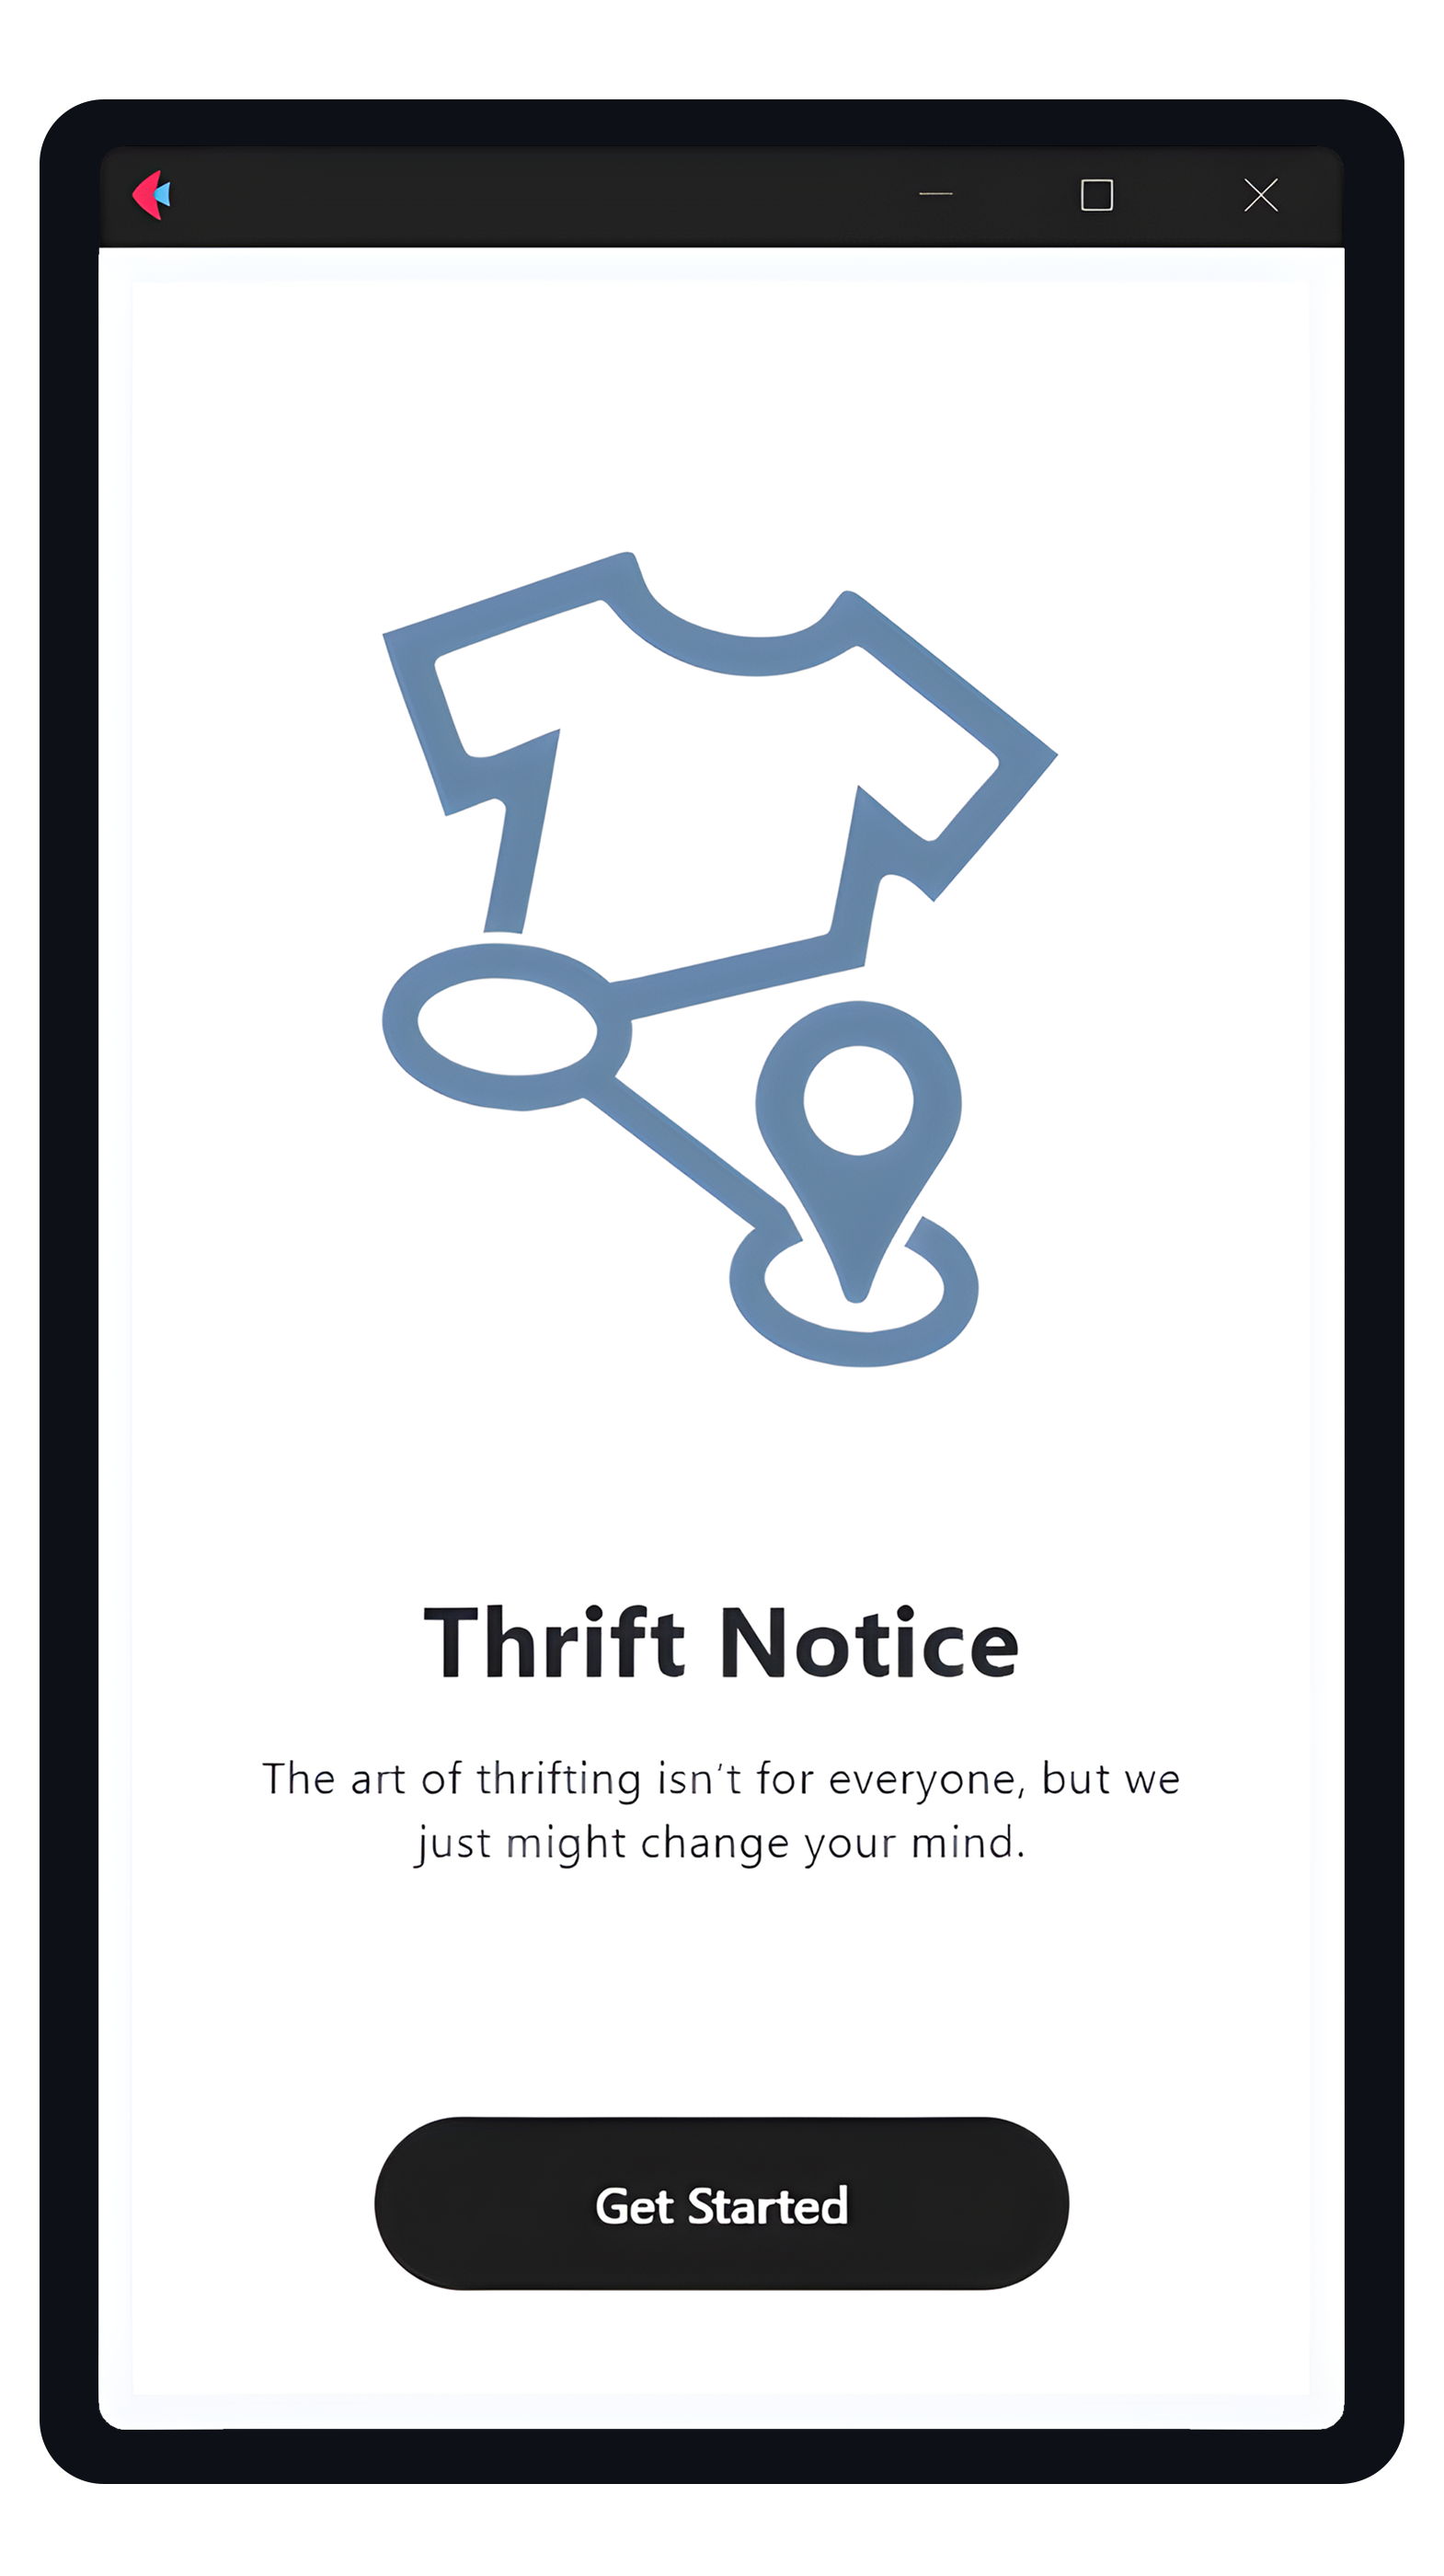 Thrift Notice
The art of thrifting isn't for everyone, but we
just might change your mind.
Get Started